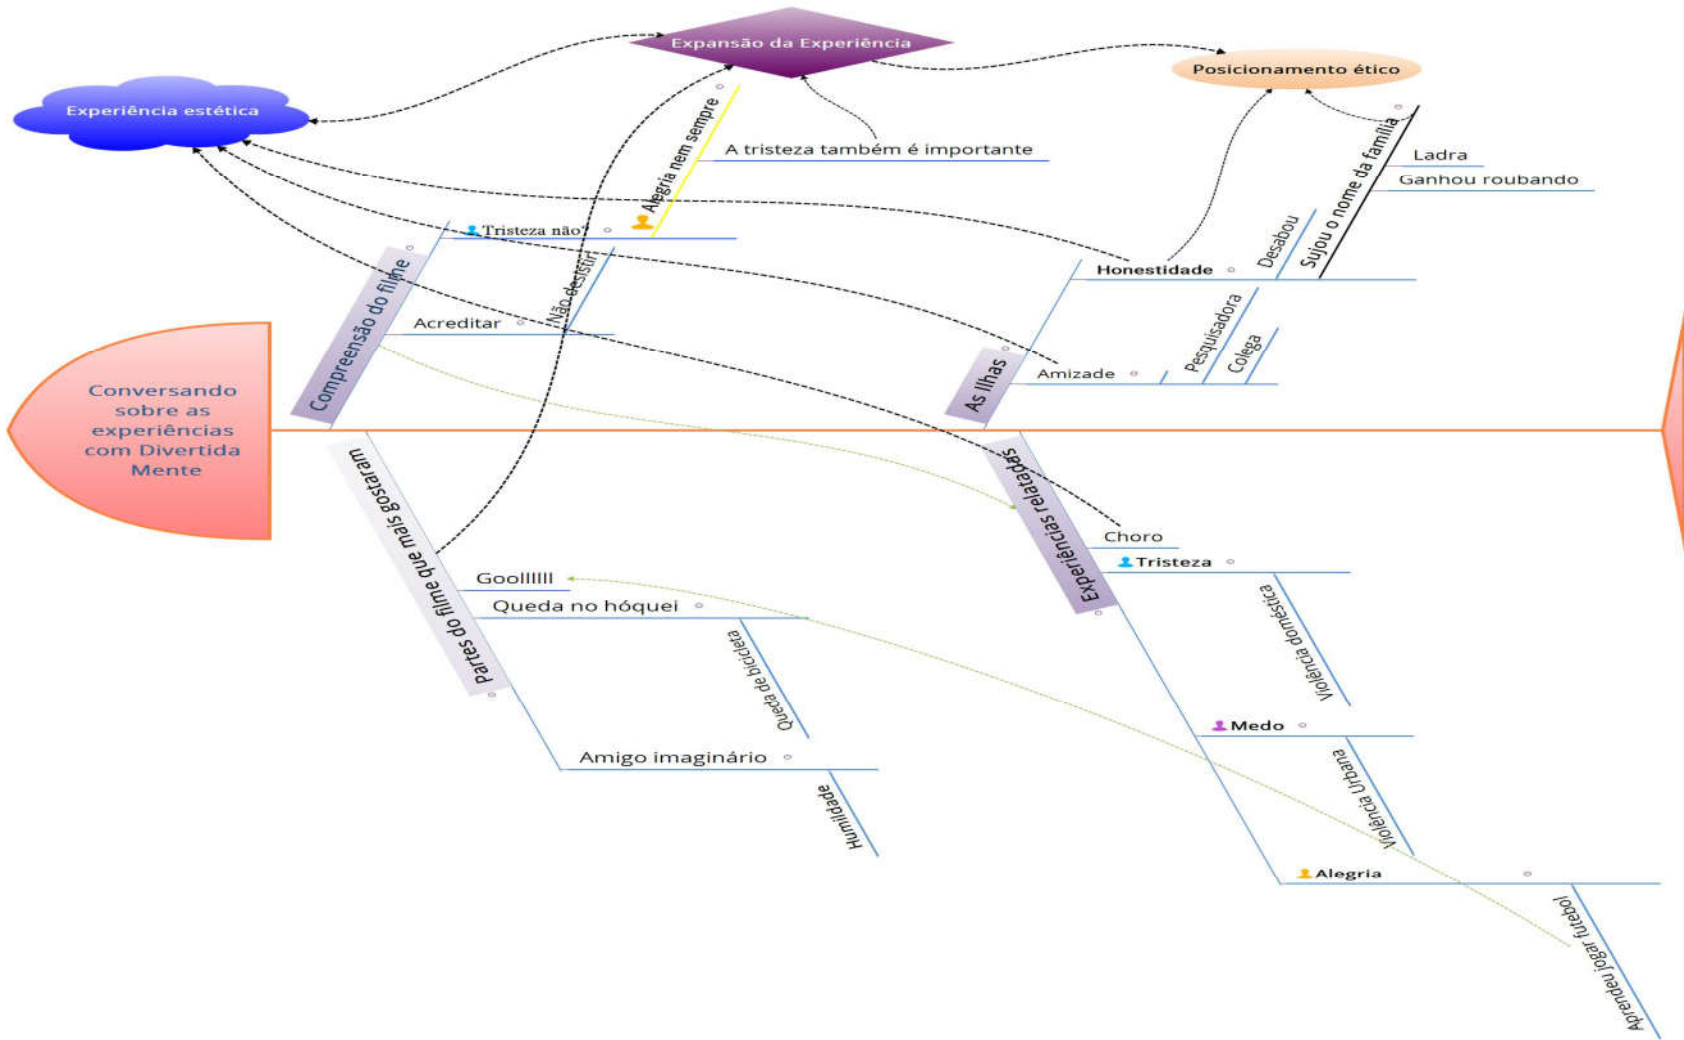 Expansão da Experiência
Posicionamento ético
Experiência estética
Alegria nem sempre
A tristeza também é importante
Sujou o nome da família
Ladra
Ganhou roubando
Tristeza não?
Desabou
Honestidade
Compreensão do filme
Não desistir!
Acreditar
Pesquisadora
Colega
Amizade
As Ilhas
Conversando
sobre as
experiências
com Divertida
Mente
Partes do filme que mais gostaram
Goollllll
Queda no hóquei
Queda de bicicleta
Amigo imaginário
Humildade
Experiências relatadas
Choro
Tristeza
Violência doméstica
Medo
Violência Urbana
Alegria
Aprendeu jogar futebol